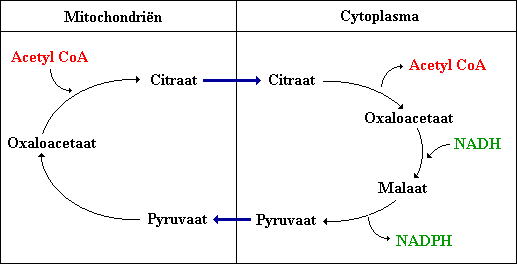 Mitochondriën
Cytoplasma
Acetyl CoA
Citraat
Citraat
Acetyl CoA
Oxaloacetaat
Oxaloacetaat
NADH
Malaat
Pyruvaat
Pyruvaat
NADPH